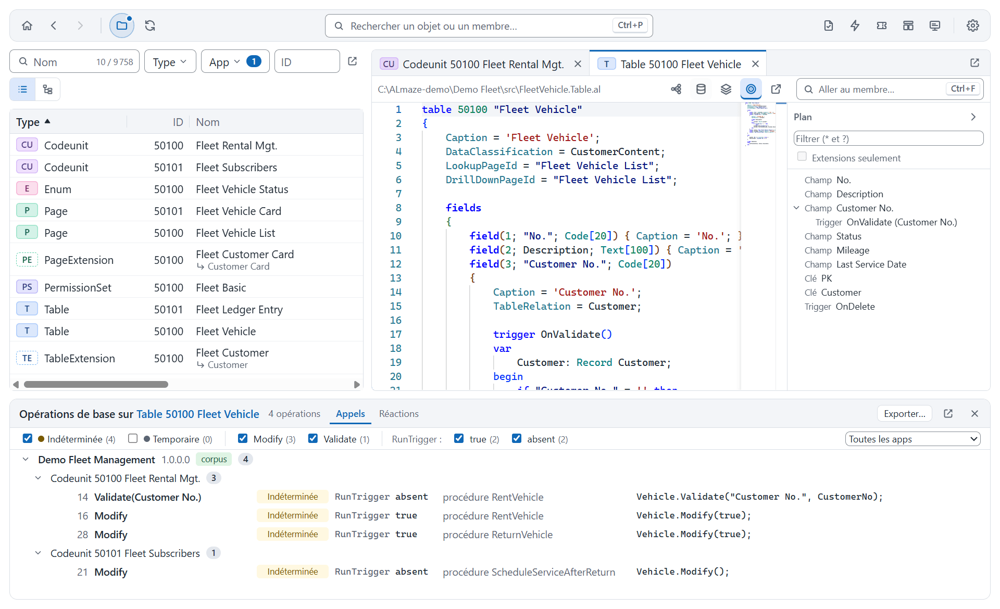 Rechercher un objet ou un membre... Ctrl+P
Nom 10 / 9 758 Type App 1 ID
Type ID Nom
CU Codeunit 50100 Fleet Rental Mgt.
CU Codeunit 50101 Fleet Subscribers
E Enum 50100 Fleet Vehicle Status
P Page 50101 Fleet Vehicle Card
P Page 50100 Fleet Vehicle List
PE PageExtension 50100 Fleet Customer Card
↳ Customer Card
PS PermissionSet 50100 Fleet Basic
T Table 50101 Fleet Ledger Entry
T Table 50100 Fleet Vehicle
TE TableExtension 50100 Fleet Customer
↳ Customer
CU Codeunit 50100 Fleet Rental Mgt.
T Table 50100 Fleet Vehicle
C:\ALmaze-demo\Demo Fleet\src\FleetVehicle.Table.al
Aller au membre... Ctrl+F
1 table 50100 "Fleet Vehicle"
2 {
3 Caption = 'Fleet Vehicle';
4 DataClassification = CustomerContent;
5 LookupPageId = "Fleet Vehicle List";
6 DrillDownPageId = "Fleet Vehicle List";
7
8 fields
9 {
10 field(1; "No."; Code[20]) { Caption = 'No.'; }
11 field(2; Description; Text[100]) { Caption = '
12 field(3; "Customer No."; Code[20])
13 {
14 Caption = 'Customer No.';
15 TableRelation = Customer;
16
17 trigger OnValidate()
18 var
19 Customer: Record Customer;
20 begin
21 if "Customer No." = '' then
Plan
Filtrer (* et ?)
Extensions seulement
Champ No.
Champ Description
Champ Customer No.
Trigger OnValidate (Customer No.)
Champ Status
Champ Mileage
Champ Last Service Date
Clé PK
Clé Customer
Trigger OnDelete
Opérations de base sur Table 50100 Fleet Vehicle 4 opérations Appels Réactions Exporter...
Indéterminée (4) Temporaire (0) Modify (3) Validate (1) RunTrigger : true (2) absent (2) Toutes les apps
Demo Fleet Management 1.0.0.0 corpus 4
Codeunit 50100 Fleet Rental Mgt. 3
14 Validate(Customer No.) Indéterminée RunTrigger absent procédure RentVehicle Vehicle.Validate("Customer No.", CustomerNo);
16 Modify Indéterminée RunTrigger true procédure RentVehicle Vehicle.Modify(true);
28 Modify Indéterminée RunTrigger true procédure ReturnVehicle Vehicle.Modify(true);
Codeunit 50101 Fleet Subscribers 1
21 Modify Indéterminée RunTrigger absent procédure ScheduleServiceAfterReturn Vehicle.Modify();